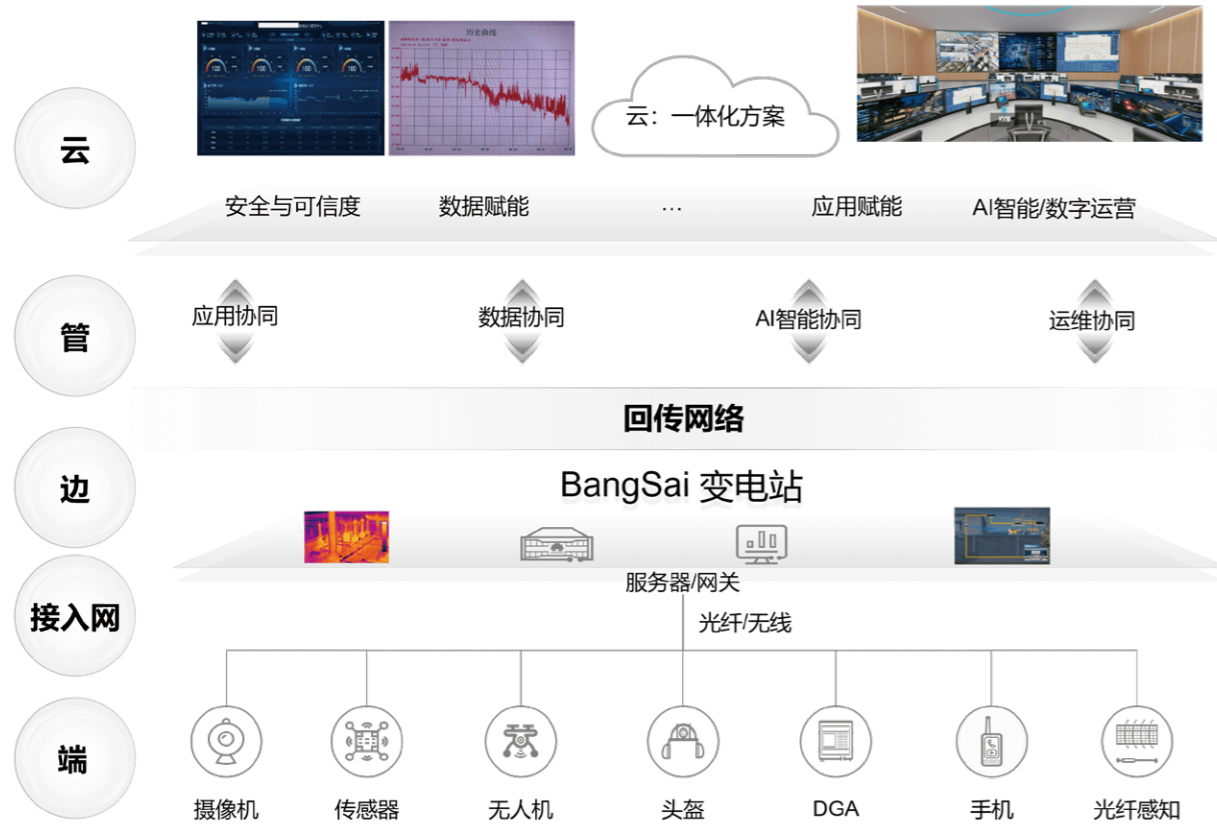 历史曲线
云：一体化方案
云
安全与可信度
数据赋能
…
应用赋能
AI智能/数字运营
管
应用协同
数据协同
AI智能协同
运维协同
回传网络
边
BangSai 变电站
服务器/网关
接入网
光纤/无线
端
摄像机
传感器
无人机
头盔
DGA
手机
光纤感知